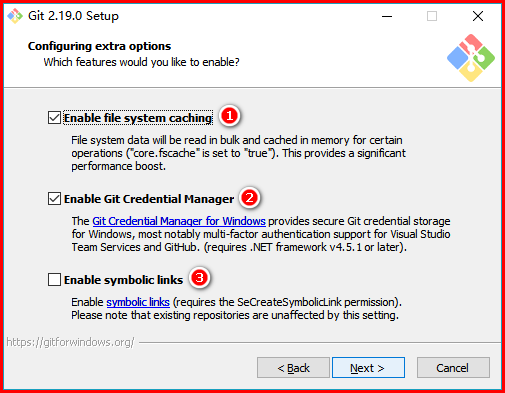 Git 2.19.0 Setup
Configuring extra options
Which features would you like to enable?
Enable file system caching 1
File system data will be read in bulk and cached in memory for certain
operations ("core.fscache" is set to "true"). This provides a significant
performance boost.
Enable Git Credential Manager 2
The Git Credential Manager for Windows provides secure Git credential storage
for Windows, most notably multi-factor authentication support for Visual Studio
Team Services and GitHub. (requires .NET framework v4.5.1 or later).
Enable symbolic links 3
Enable symbolic links (requires the SeCreateSymbolicLink permission).
Please note that existing repositories are unaffected by this setting.
https://gitforwindows.org/
< Back Next > Cancel